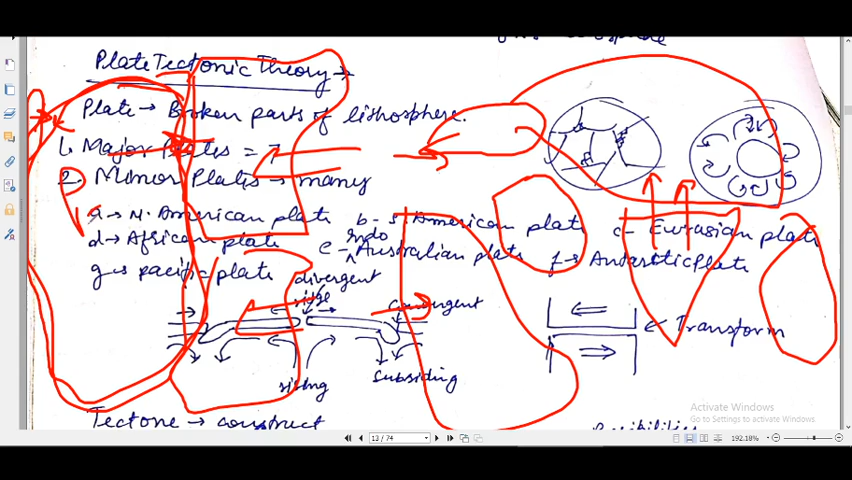 Plate Tectonic Theory →
Plate → Broken parts of lithosphere.
1. Major Plates = 7
2. Minor Plates → many
a → N. American plate b - S American plate c - Eurasian plate
d → African plate e - Indo Australian plate f → Antarctic Plate
g → pacific plate
divergent
ridge
convergent
Transform
rising
Subsiding
Tectone → construct
Activate Windows
Go to Settings to activate Windows.
13 / 74
192.18%